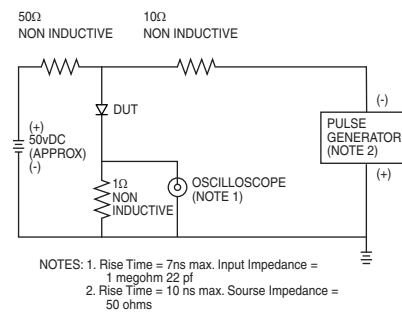 50Ω
NON INDUCTIVE
10Ω
NON INDUCTIVE
DUT
(+)
50vDC
(APPROX)
(-)
(-)
PULSE
GENERATOR
(NOTE 2)
(+)
1Ω
NON
INDUCTIVE
OSCILLOSCOPE
(NOTE 1)
NOTES: 1. Rise Time = 7ns max. Input Impedance =
1 megohm 22 pf
2. Rise Time = 10 ns max. Sourse Impedance =
50 ohms